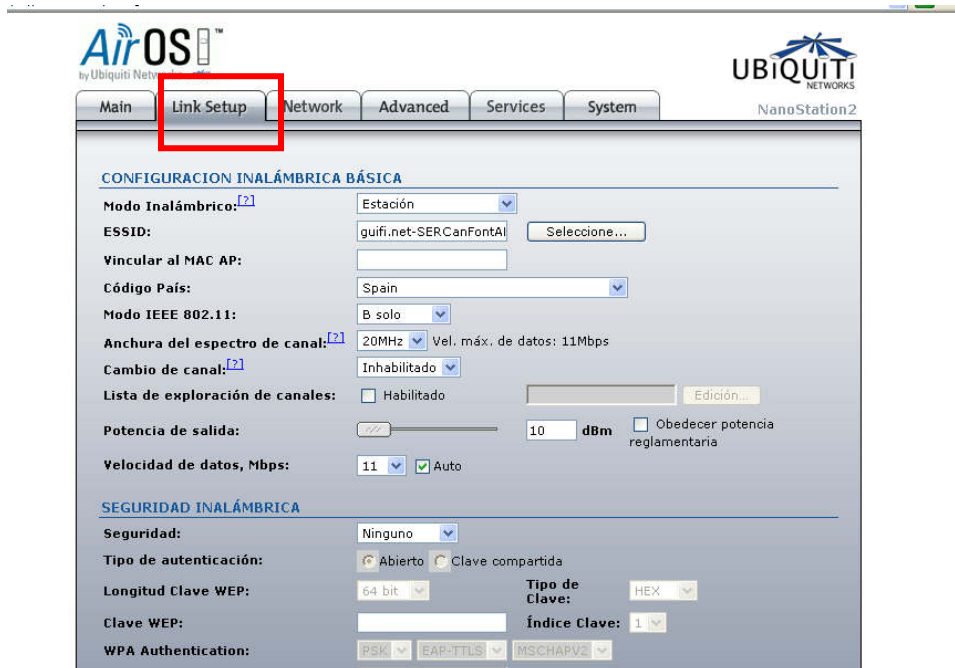 AirOS™
by Ubiquiti Networks
UBIQUITI
NETWORKS
Main Link Setup Network Advanced Services System NanoStation2
CONFIGURACION INALÁMBRICA BÁSICA
Modo Inalámbrico:[?] Estación
ESSID: guifi.net-SERCanFontAl Seleccione...
Vincular al MAC AP:
Código País: Spain
Modo IEEE 802.11: B solo
Anchura del espectro de canal:[?] 20MHz Vel. máx. de datos: 11Mbps
Cambio de canal:[?] Inhabilitado
Lista de exploración de canales: Habilitado Edición...
Potencia de salida: 10 dBm Obedecer potencia
reglamentaria
Velocidad de datos, Mbps: 11 Auto
SEGURIDAD INALÁMBRICA
Seguridad: Ninguno
Tipo de autenticación: Abierto Clave compartida
Longitud Clave WEP: 64 bit Tipo de
Clave: HEX
Clave WEP: Índice Clave: 1
WPA Authentication: PSK EAP-TTLS MSCHAPV2